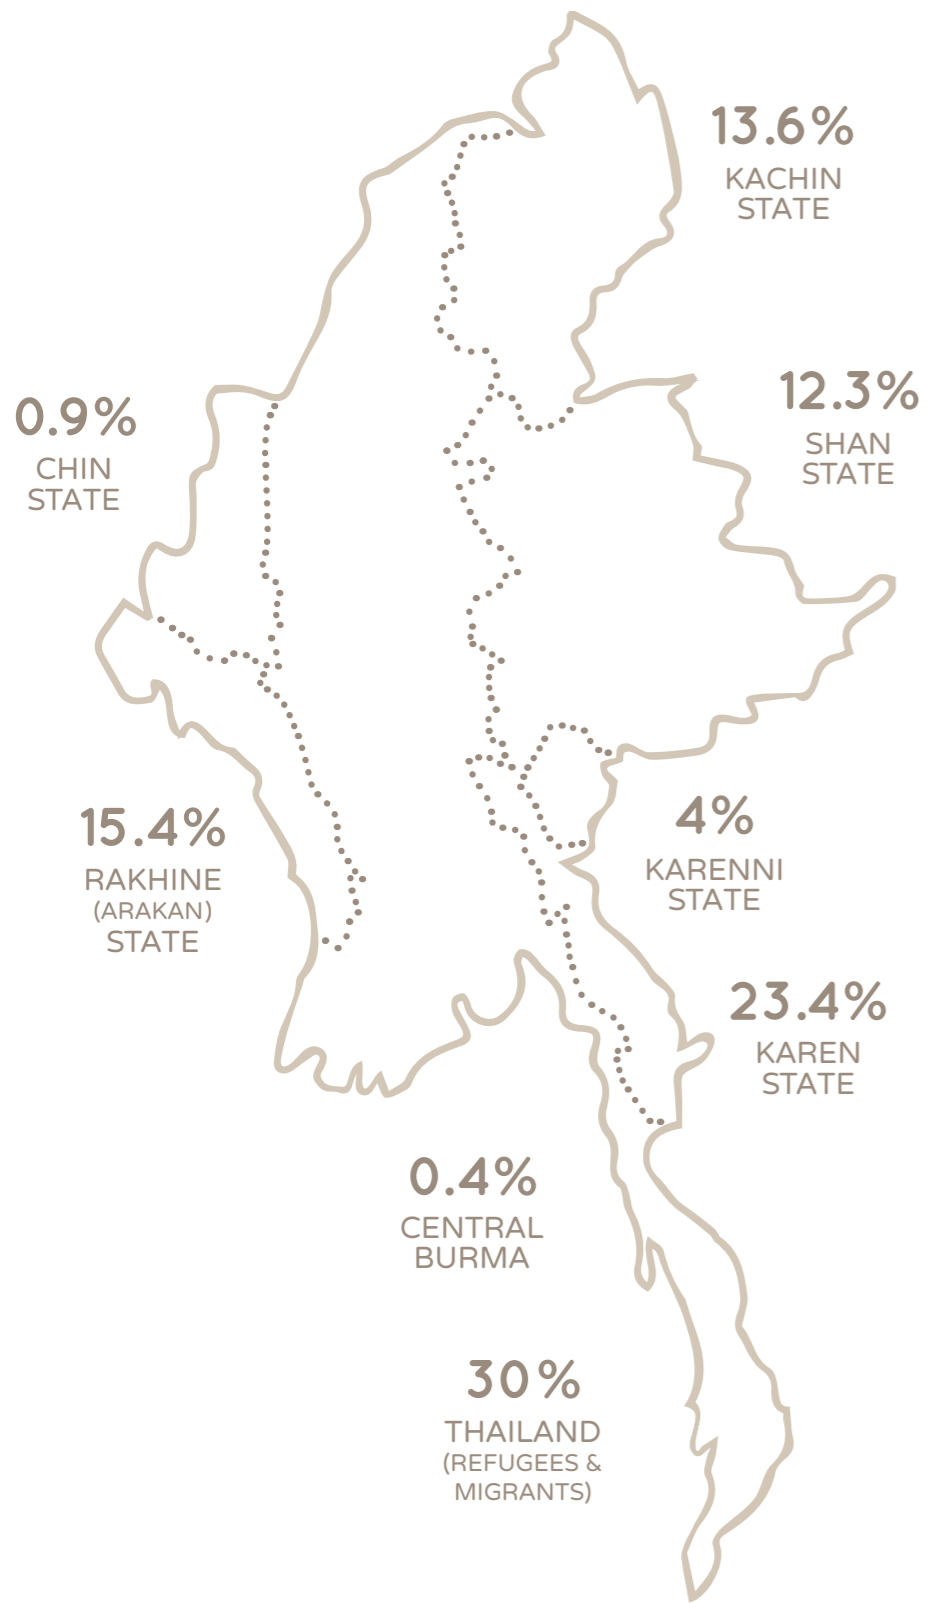 13.6%
KACHIN
STATE
12.3%
SHAN
STATE
0.9%
CHIN
STATE
15.4%
RAKHINE
(ARAKAN)
STATE
4%
KARENNI
STATE
23.4%
KAREN
STATE
0.4%
CENTRAL
BURMA
30%
THAILAND
(REFUGEES &
MIGRANTS)